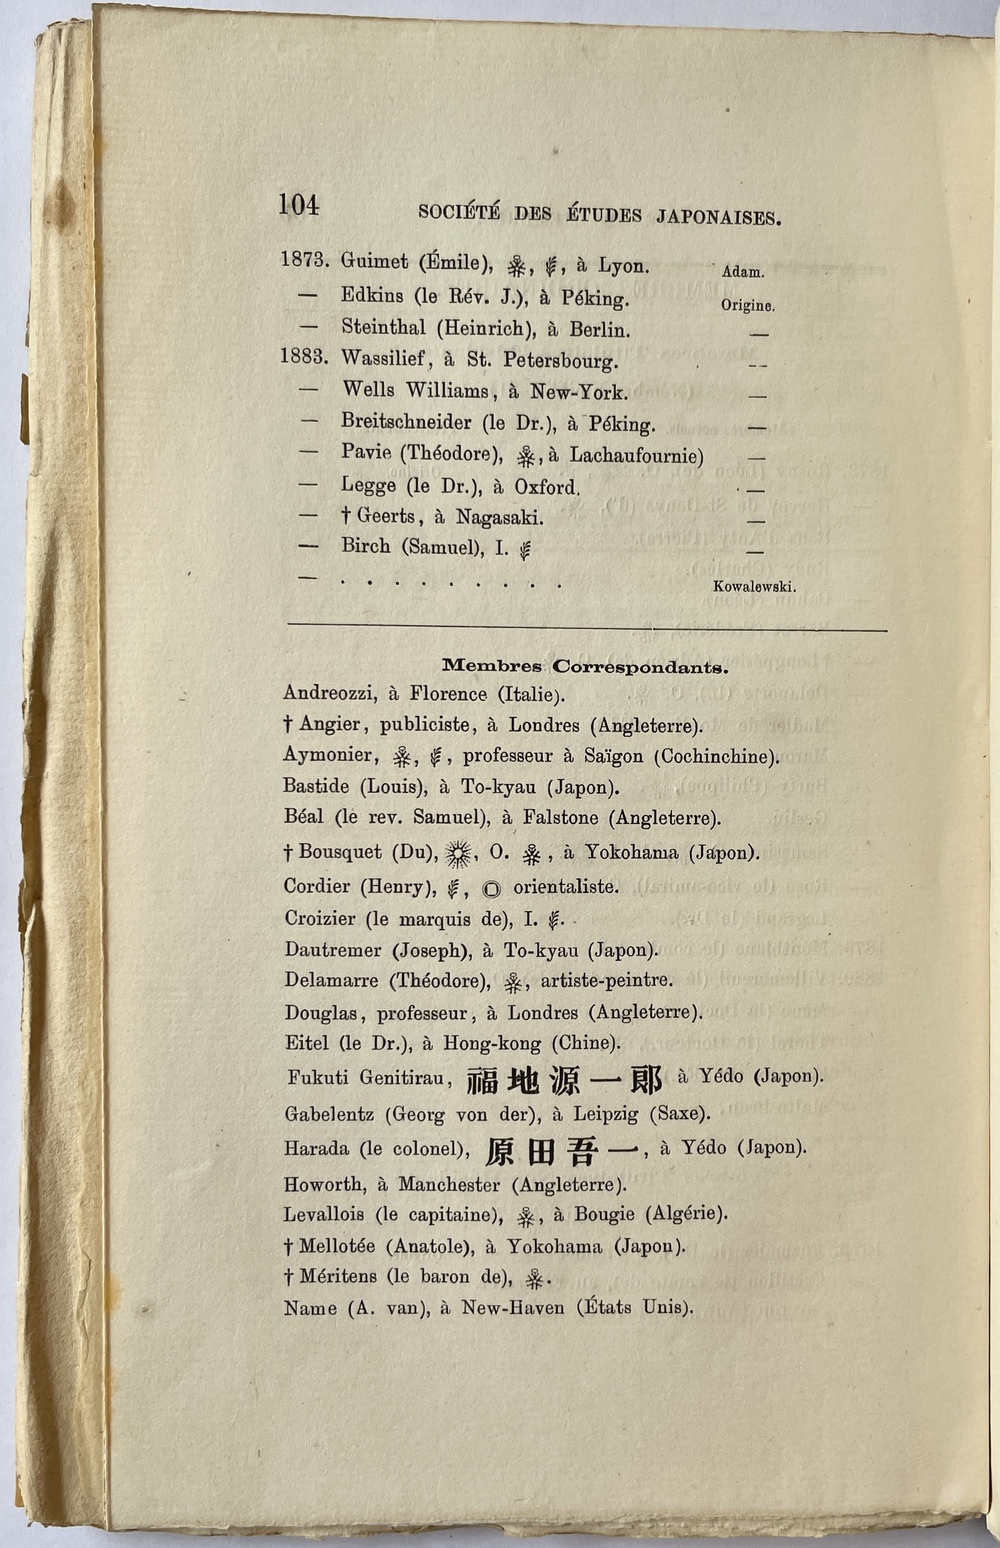 104 SOCIÉTÉ DES ÉTUDES JAPONAISES.
1873. Guimet (Émile), , , à Lyon. Adam.
— Edkins (le Rév. J.), à Péking. Origine.
— Steinthal (Heinrich), à Berlin. —
1883. Wassilief, à St. Petersbourg. —
— Wells Williams, à New-York. —
— Breitschneider (le Dr.), à Péking. —
— Pavie (Théodore), , à Lachaufournie) —
— Legge (le Dr.), à Oxford. —
— † Geerts, à Nagasaki. —
— Birch (Samuel), I. —
— . . . . . . . . . Kowalewski.
Membres Correspondants.
Andreozzi, à Florence (Italie).
† Angier, publiciste, à Londres (Angleterre).
Aymonier, , , professeur à Saïgon (Cochinchine).
Bastide (Louis), à To-kyau (Japon).
Béal (le rev. Samuel), à Falstone (Angleterre).
† Bousquet (Du), , O. , à Yokohama (Japon).
Cordier (Henry), , orientaliste.
Croizier (le marquis de), I. .
Dautremer (Joseph), à To-kyau (Japon).
Delamarre (Théodore), , artiste-peintre.
Douglas, professeur, à Londres (Angleterre).
Eitel (le Dr.), à Hong-kong (Chine).
Fukuti Genitirau, 福地源一郎 à Yédo (Japon).
Gabelentz (Georg von der), à Leipzig (Saxe).
Harada (le colonel), 原田吾一, à Yédo (Japon).
Howorth, à Manchester (Angleterre).
Levallois (le capitaine), , à Bougie (Algérie).
† Mellotée (Anatole), à Yokohama (Japon).
† Méritens (le baron de), .
Name (A. van), à New-Haven (États Unis).